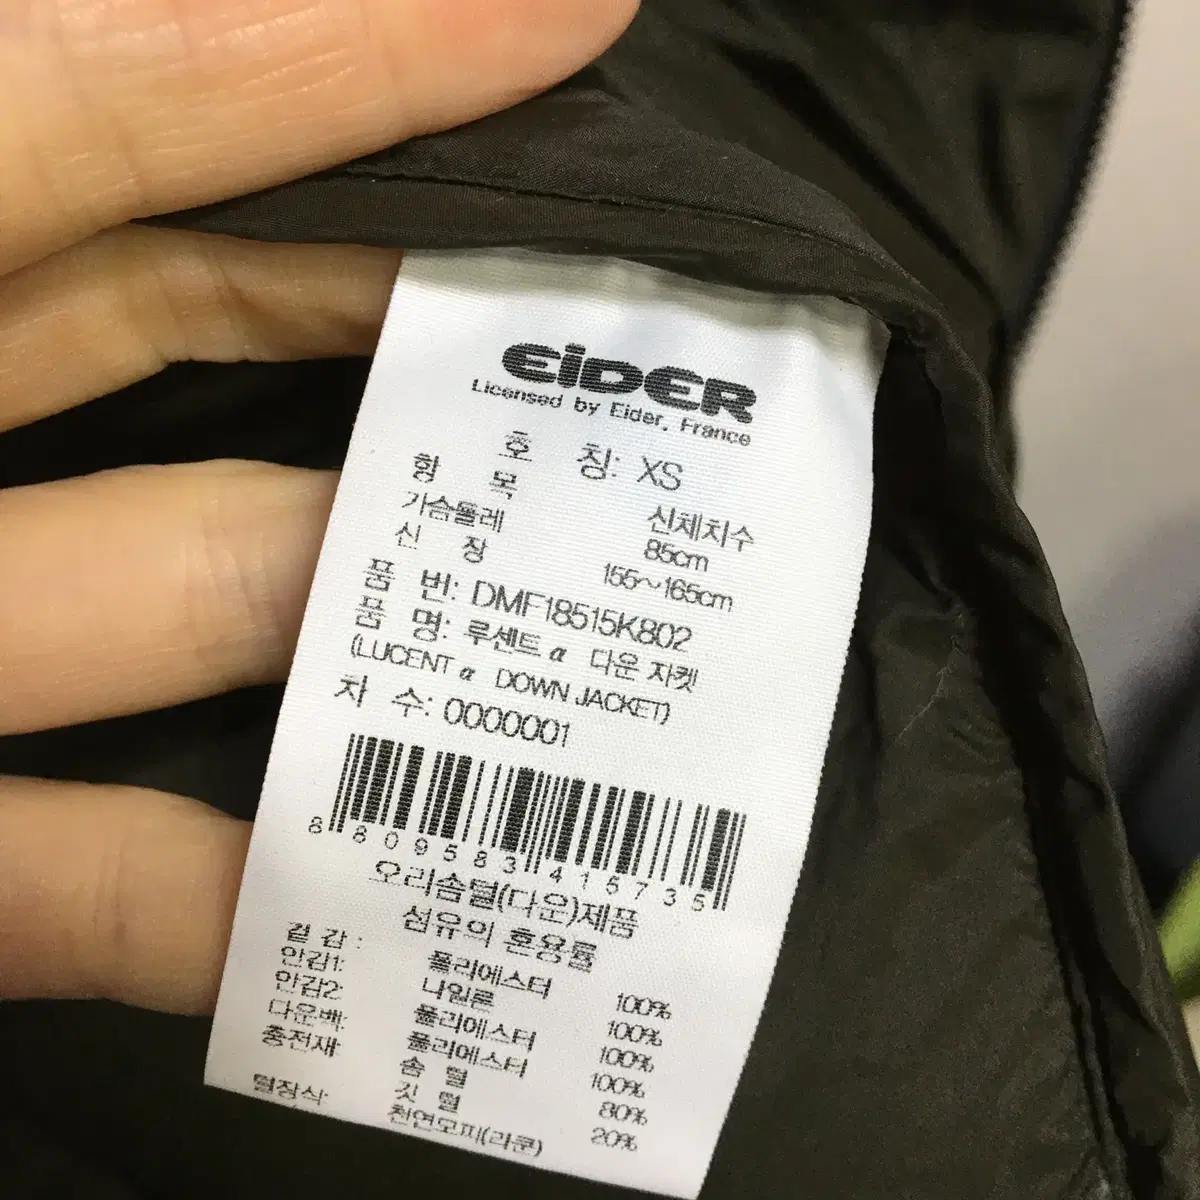 EiDER
Licensed by Eider, France
호 칭: XS
항 목 신체치수
가슴둘레 85cm
신 장 155~165cm
품 번: DMF18515K802
품 명: 루센트 α 다운 자켓
(LUCENT α DOWN JACKET)
차 수: 0000001
8 809583 415735
오리솜털(다운)제품
섬유의 혼용률
겉 감: 폴리에스터 100%
안감1: 나일론 100%
안감2: 폴리에스터 100%
다운백: 폴리에스터 100%
충전재: 솜 털 80%
깃 털 20%
털장식: 천연모피(라쿤)